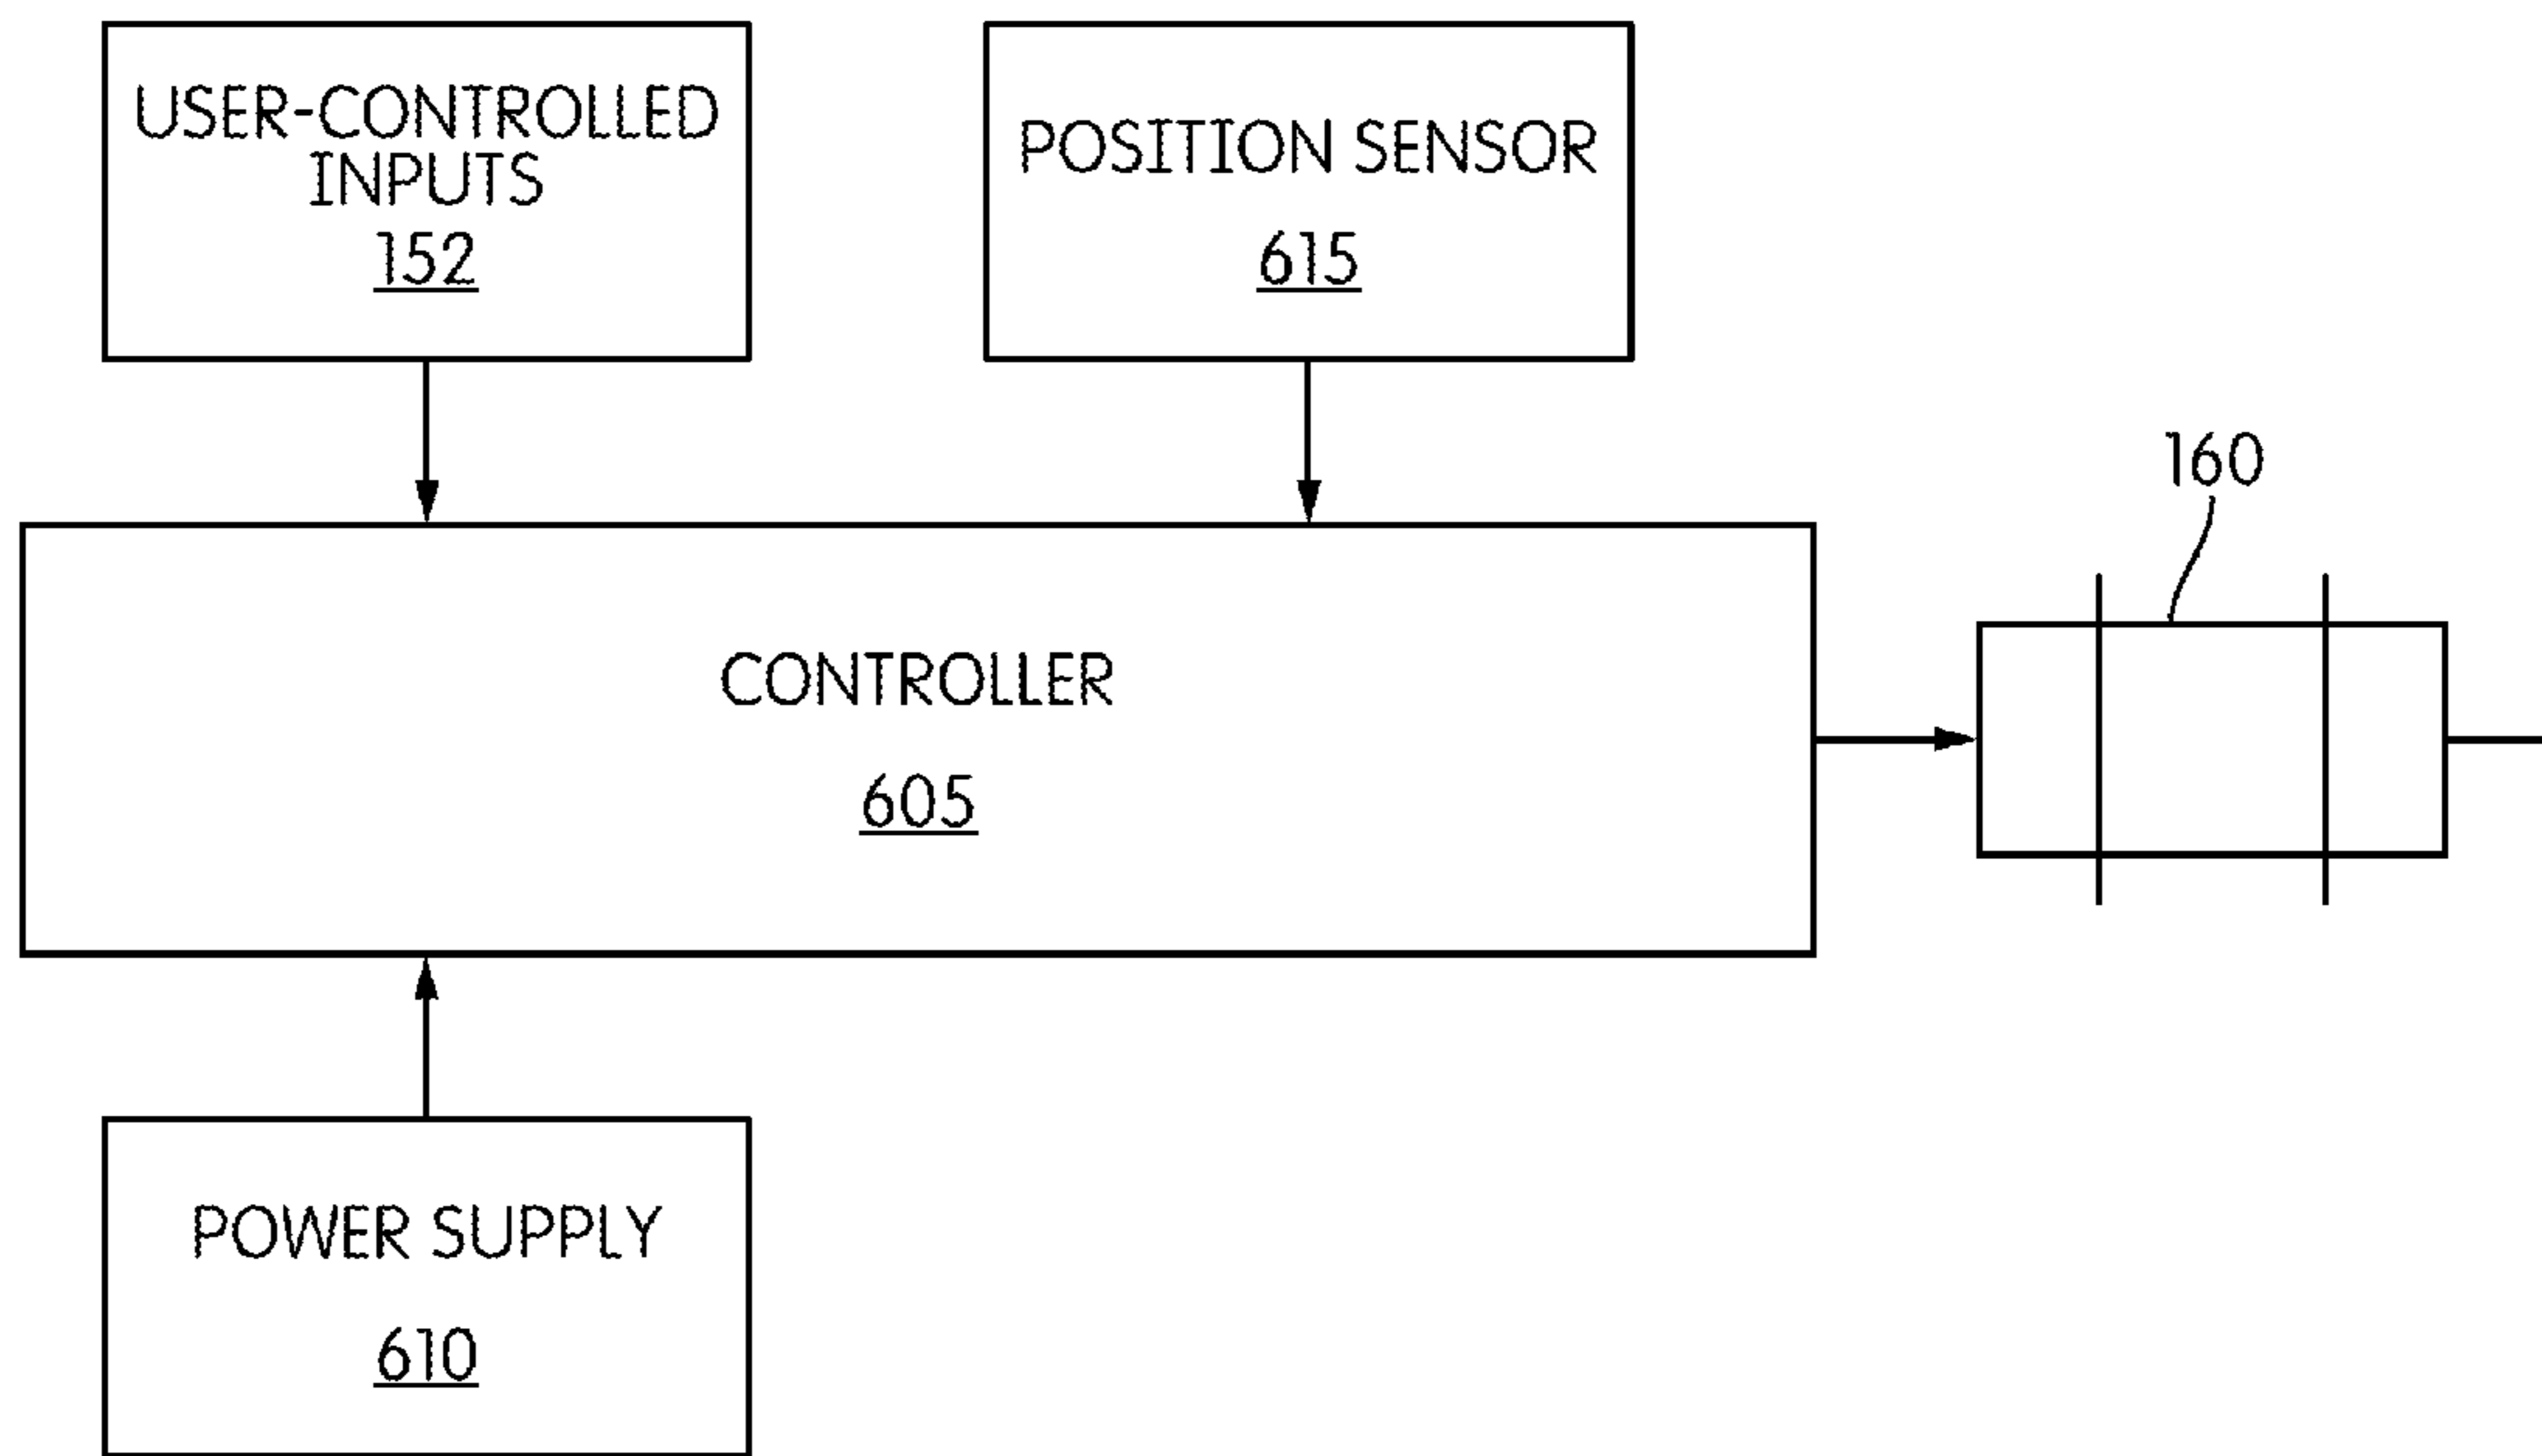 USER-CONTROLLED
INPUTS
152
POSITION SENSOR
615
160
CONTROLLER
605
POWER SUPPLY
610